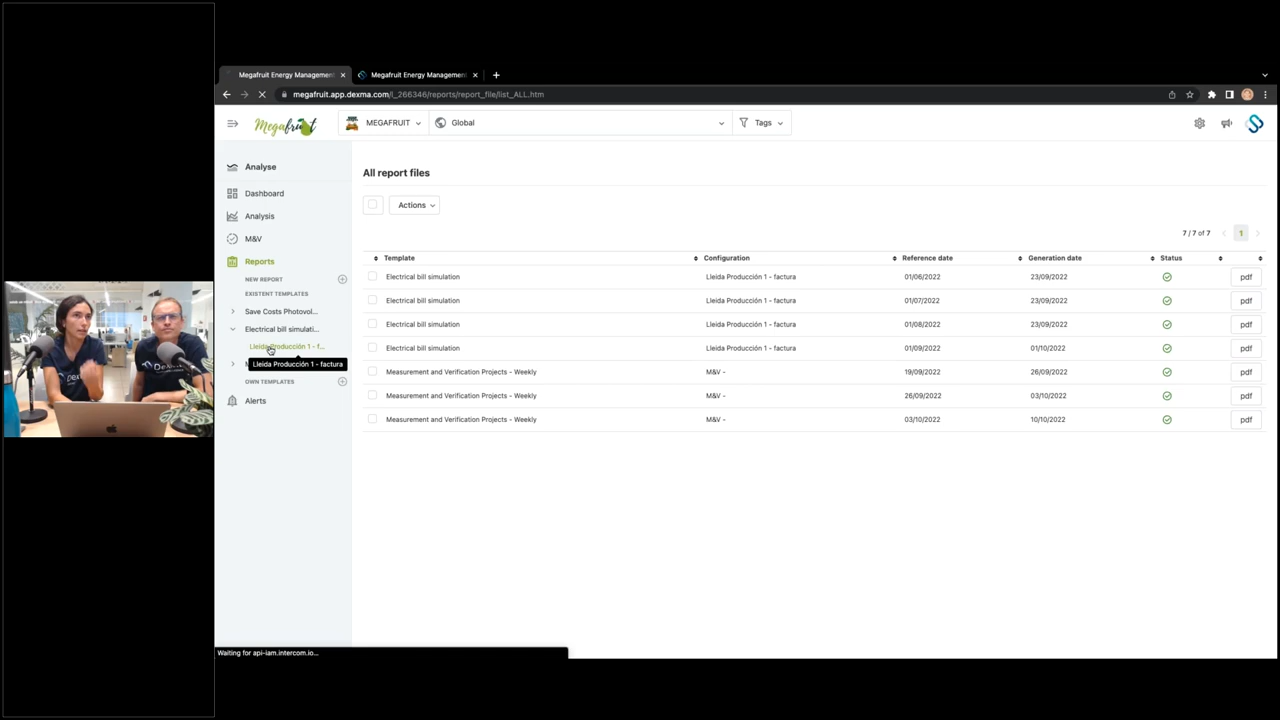 Megafruit Energy Management
Megafruit Energy Management
megafruit.app.dexma.com/l_266346/reports/report_file/list_ALL.htm
Megafruit
MEGAFRUIT
Global
Tags
Analyse
Dashboard
Analysis
M&V
Reports
NEW REPORT
EXISTENT TEMPLATES
Save Costs Photovol...
Electrical bill simulati...
Lleida Producción 1 - f...
Lleida Producción 1 - factura
OWN TEMPLATES
Alerts
All report files
Actions
7 / 7 of 7 1
Template Configuration Reference date Generation date Status
Electrical bill simulation Lleida Producción 1 - factura 01/06/2022 23/09/2022 pdf
Electrical bill simulation Lleida Producción 1 - factura 01/07/2022 23/09/2022 pdf
Electrical bill simulation Lleida Producción 1 - factura 01/08/2022 23/09/2022 pdf
Electrical bill simulation Lleida Producción 1 - factura 01/09/2022 01/10/2022 pdf
Measurement and Verification Projects - Weekly M&V - 19/09/2022 26/09/2022 pdf
Measurement and Verification Projects - Weekly M&V - 26/09/2022 03/10/2022 pdf
Measurement and Verification Projects - Weekly M&V - 03/10/2022 10/10/2022 pdf
Waiting for api-iam.intercom.io...